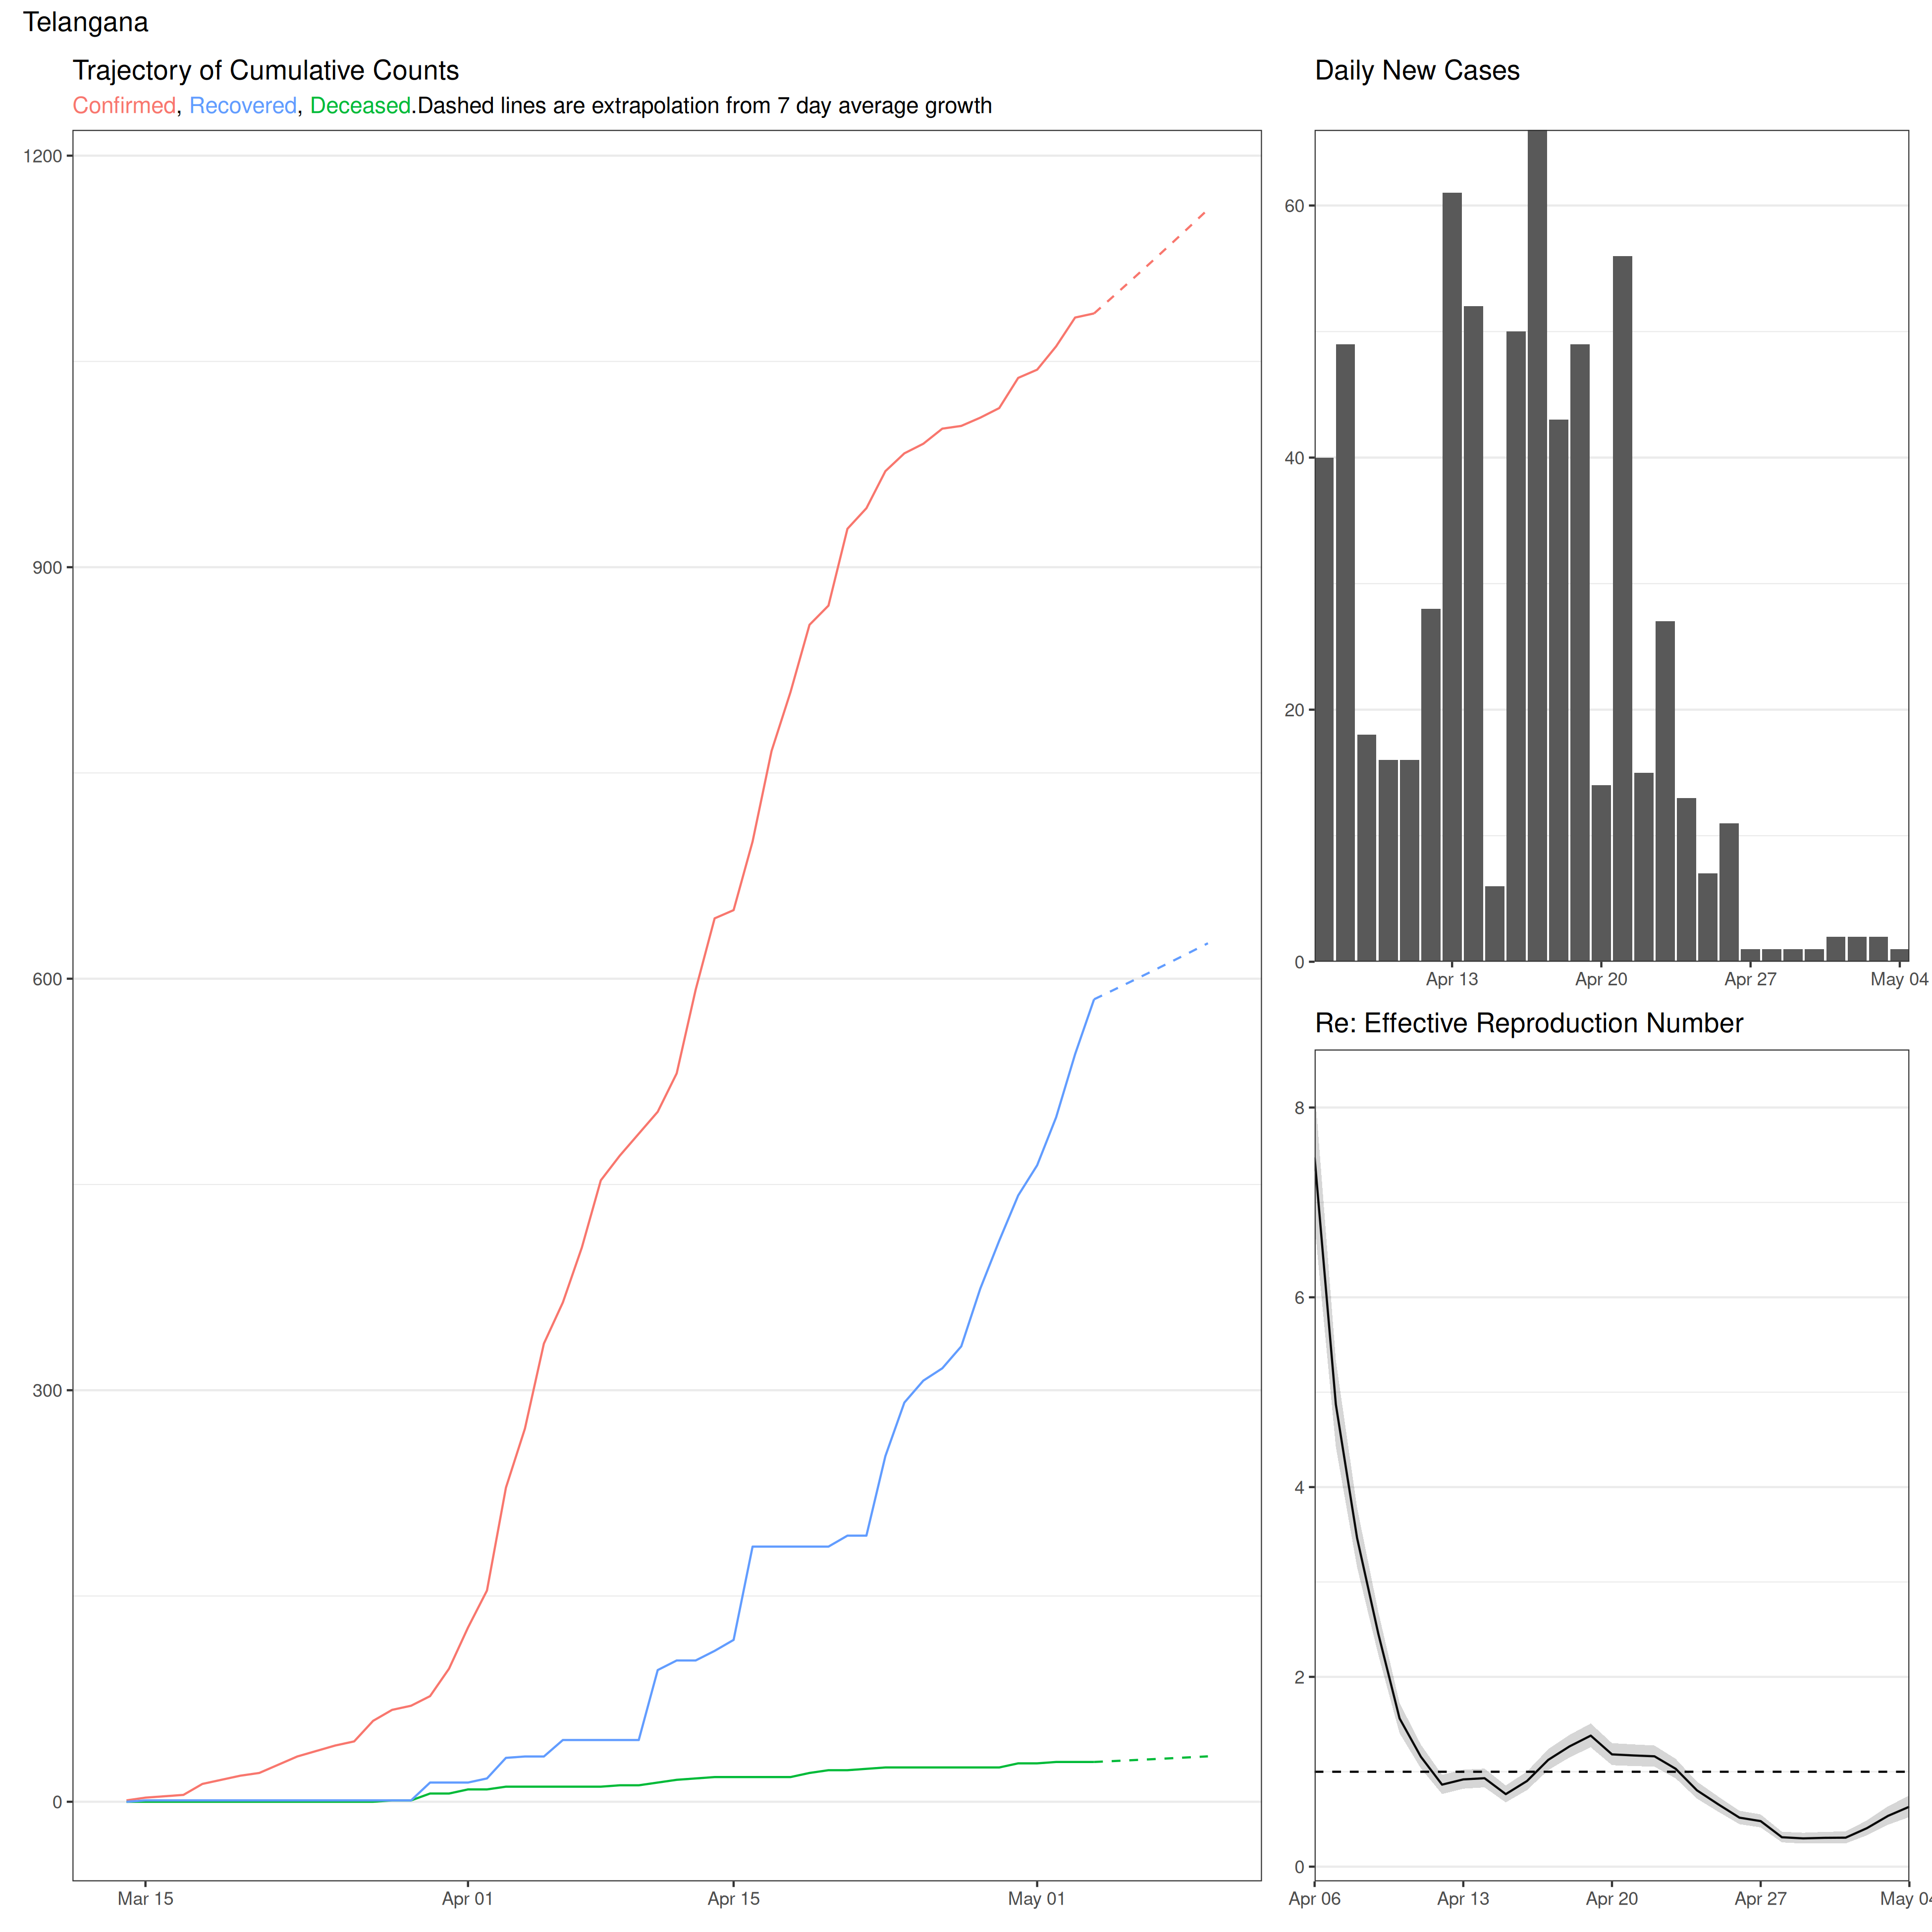 Telangana
Trajectory of Cumulative Counts
Confirmed, Recovered, Deceased.Dashed lines are extrapolation from 7 day average growth
1200
900
600
300
0
Mar 15 Apr 01 Apr 15 May 01
Daily New Cases
60
40
20
0
Apr 13 Apr 20 Apr 27 May 04
Re: Effective Reproduction Number
8
6
4
2
0
Apr 06 Apr 13 Apr 20 Apr 27 May 04